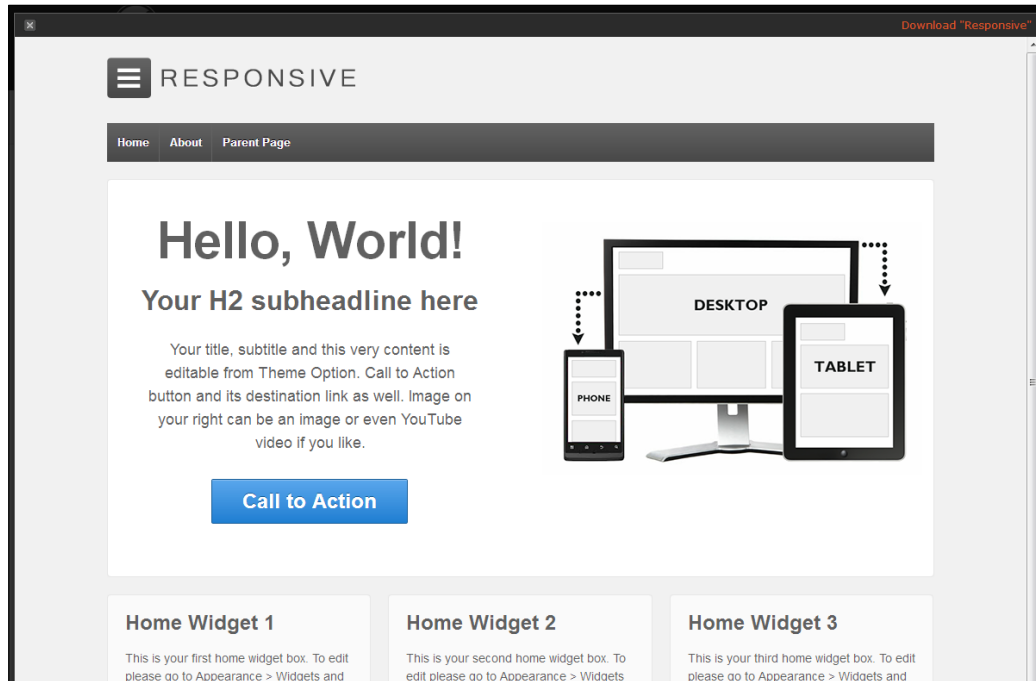 Download "Responsive"
RESPONSIVE
Home About Parent Page
Hello, World!
Your H2 subheadline here
Your title, subtitle and this very content is
editable from Theme Option. Call to Action
button and its destination link as well. Image on
your right can be an image or even YouTube
video if you like.
Call to Action
DESKTOP
TABLET
PHONE
Home Widget 1
This is your first home widget box. To edit
please go to Appearance > Widgets and
Home Widget 2
This is your second home widget box. To
edit please go to Appearance > Widgets
Home Widget 3
This is your third home widget box. To edit
please go to Appearance > Widgets and